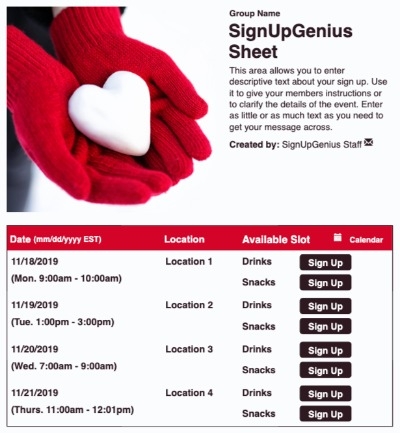 Group Name
SignUpGenius
Sheet
This area allows you to enter
descriptive text about your sign up. Use
it to give your members instructions or
to clarify the details of the event. Enter
as little or as much text as you need to
get your message across.
Created by: SignUpGenius Staff
Date (mm/dd/yyyy EST) Location Available Slot Calendar
11/18/2019 Location 1 Drinks Sign Up
(Mon. 9:00am - 10:00am) Snacks Sign Up
11/19/2019 Location 2 Drinks Sign Up
(Tue. 1:00pm - 3:00pm) Snacks Sign Up
11/20/2019 Location 3 Drinks Sign Up
(Wed. 7:00am - 9:00am) Snacks Sign Up
11/21/2019 Location 4 Drinks Sign Up
(Thurs. 11:00am - 12:01pm) Snacks Sign Up